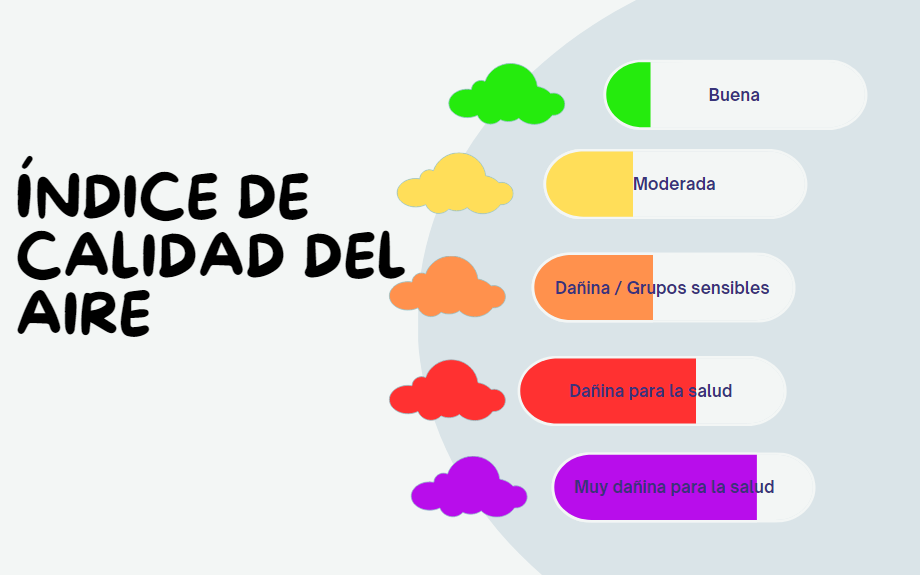 ÍNDICE DE
CALIDAD DEL
AIRE
Buena
Moderada
Dañina / Grupos sensibles
Dañina para la salud
Muy dañina para la salud